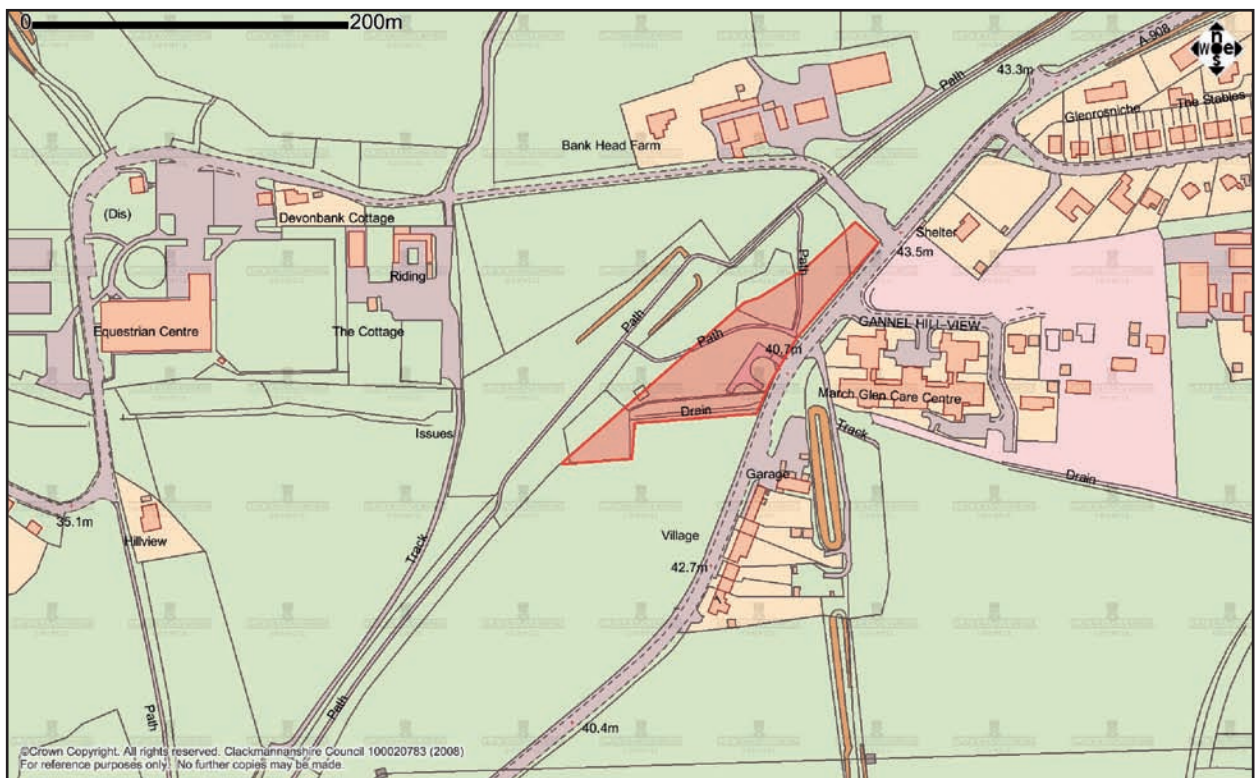 0 200m
n
w e
s
A 908
43.3m
Path
Glenrosniche
The Stables
Bank Head Farm
(Dis)
Devonbank Cottage
Shelter
43.5m
Path
Riding
Path
Equestrian Centre
The Cottage
GANNEL HILL VIEW
Path
40.7m
March Glen Care Centre
Drain
Issues
Track
Garage
Drain
35.1m
Hillview
Village
Track
42.7m
Path
Path
40.4m
©Crown Copyright. All rights reserved. Clackmannanshire Council 100020783 (2008)
For reference purposes only. No further copies may be made.